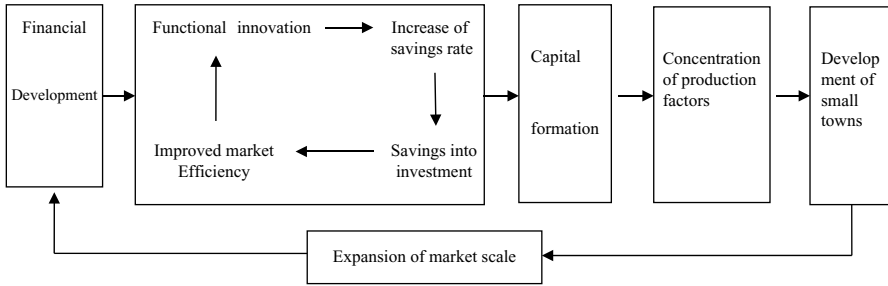 Financial
Development
Functional innovation
Increase of
savings rate
Improved market
Efficiency
Savings into
investment
Capital
formation
Concentration
of production
factors
Develop
ment of
small
towns
Expansion of market scale